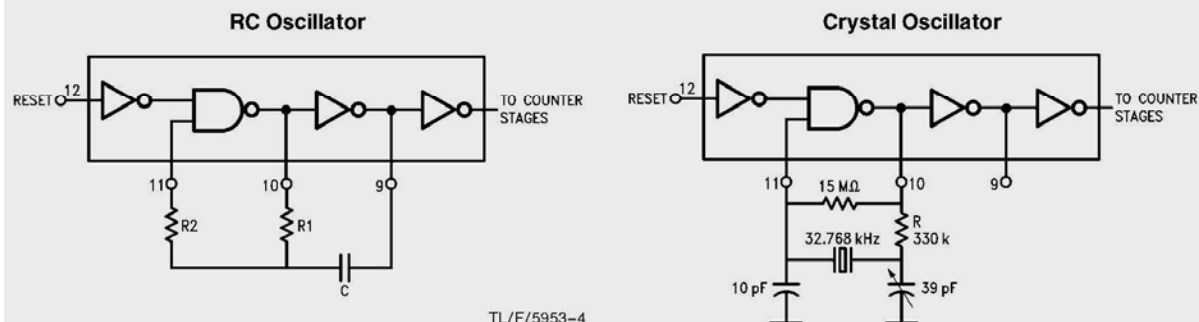 RC Oscillator
RESET
12
TO COUNTER
STAGES
11
10
9
R2
R1
C
TL/F/5953-4
Crystal Oscillator
RESET
12
TO COUNTER
STAGES
11
10
9
15 MΩ
R
330 k
32.768 kHz
10 pF
39 pF